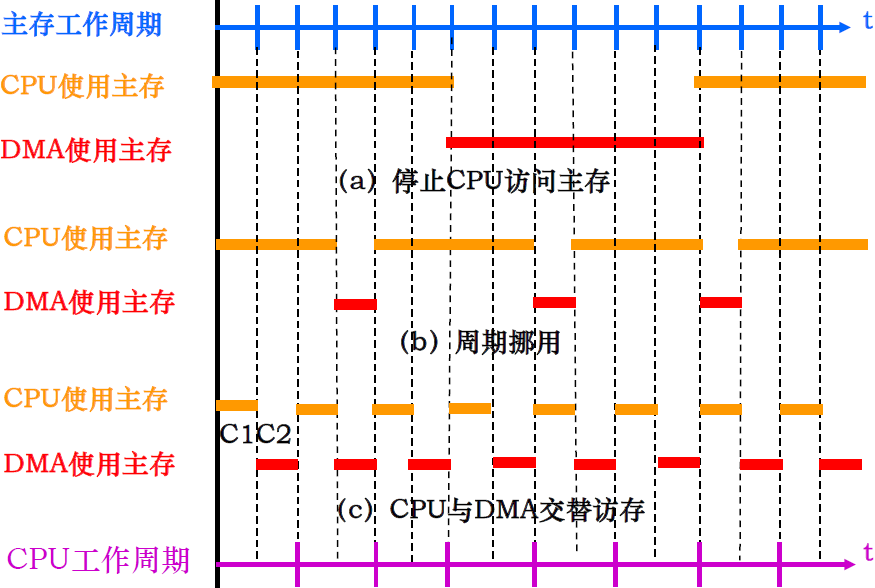 主存工作周期
t
CPU使用主存
DMA使用主存
(a) 停止CPU访问主存
CPU使用主存
DMA使用主存
(b) 周期挪用
CPU使用主存
C1C2
DMA使用主存
(c) CPU与DMA交替访存
CPU工作周期
t